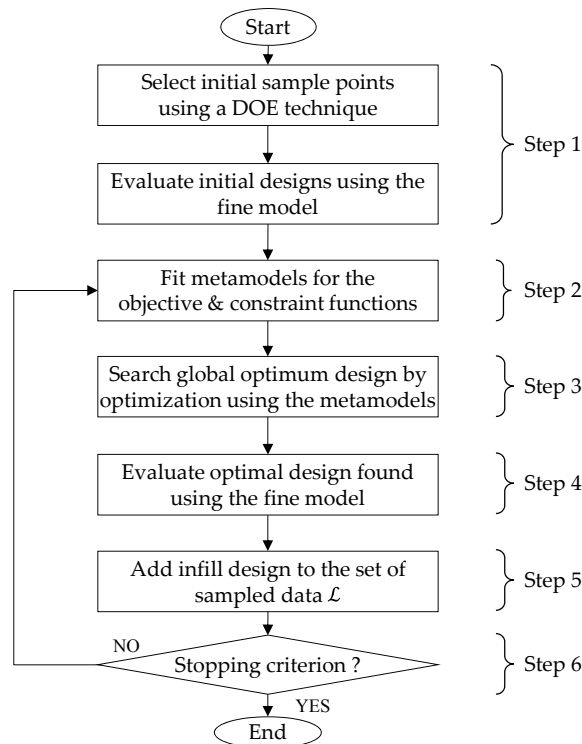 Start
Select initial sample points
using a DOE technique
Step 1
Evaluate initial designs using the
fine model
Fit metamodels for the
objective & constraint functions
Step 2
Search global optimum design by
optimization using the metamodels
Step 3
Evaluate optimal design found
using the fine model
Step 4
Add infill design to the set of
sampled data ℒ
Step 5
NO
Stopping criterion ?
Step 6
YES
End